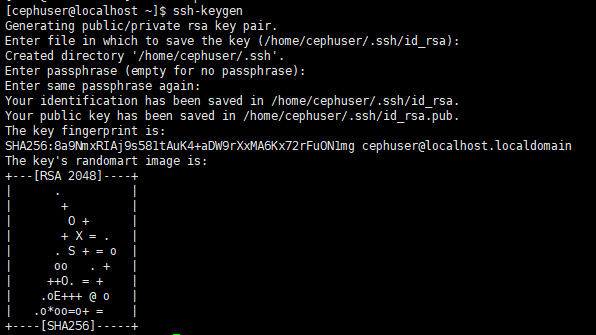 [cephuser@localhost ~]$ ssh-keygen
Generating public/private rsa key pair.
Enter file in which to save the key (/home/cephuser/.ssh/id_rsa):
Created directory '/home/cephuser/.ssh'.
Enter passphrase (empty for no passphrase):
Enter same passphrase again:
Your identification has been saved in /home/cephuser/.ssh/id_rsa.
Your public key has been saved in /home/cephuser/.ssh/id_rsa.pub.
The key fingerprint is:
SHA256:8a9NmxRIAj9s581tAuK4+aDW9rXxMA6Kx72rFuON1mg cephuser@localhost.localdomain
The key's randomart image is:
+---[RSA 2048]----+
|      .          |
|       +         |
|        O +      |
|       + X = .   |
|      . S + = o  |
|      oo   . +   |
|     ++O. = +    |
|    .oE+++ @ o   |
|   .o*oo=o+ =    |
+----[SHA256]-----+